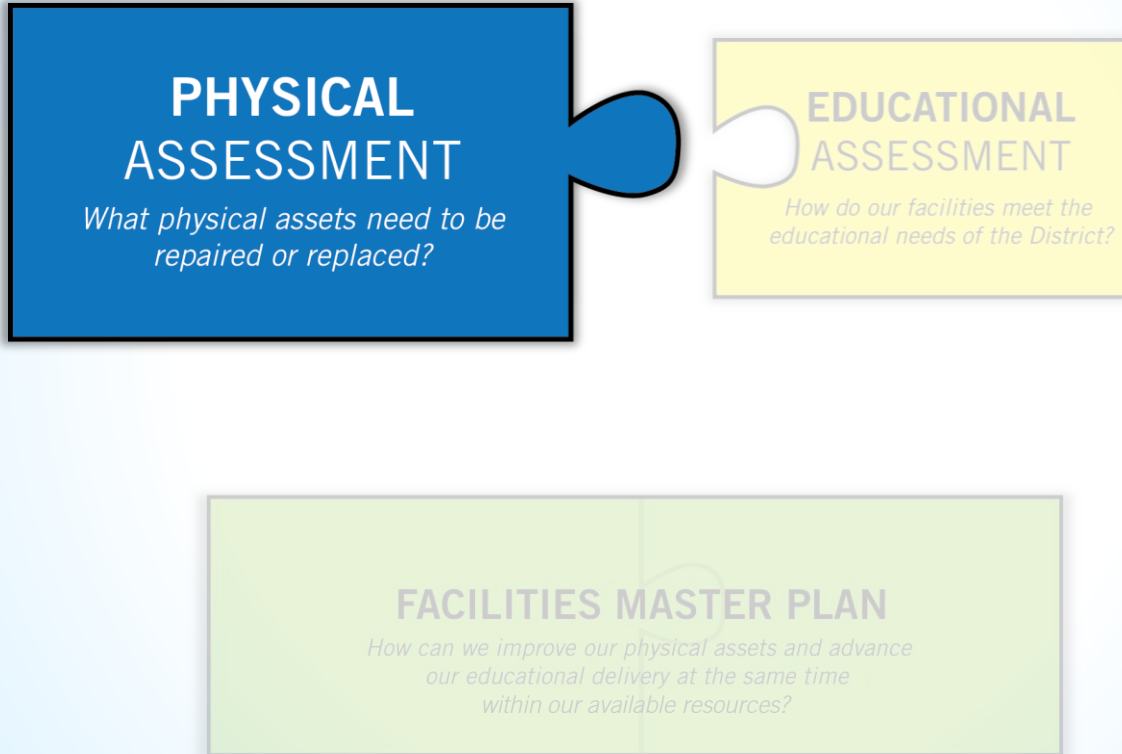 PHYSICAL
ASSESSMENT
What physical assets need to be
repaired or replaced?
EDUCATIONAL
ASSESSMENT
How do our facilities meet the
educational needs of the District?
FACILITIES MASTER PLAN
How can we improve our physical assets and advance
our educational delivery at the same time
within our available resources?